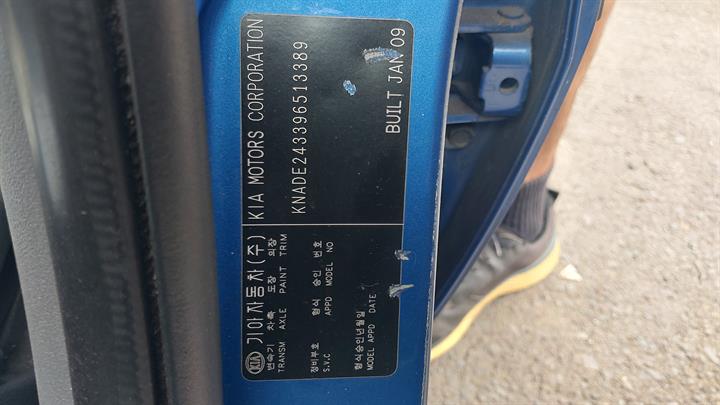 KIA 기아자동차(주) KIA MOTORS CORPORATION
변속기 차축 도장 의장
TRANSM AXLE PAINT TRIM
KNADE243396513389
정비부호 형식 승인 번호
S.V.C APPD MODEL NO
형식승인년월일
MODEL APPD DATE
BUILT JAN 09